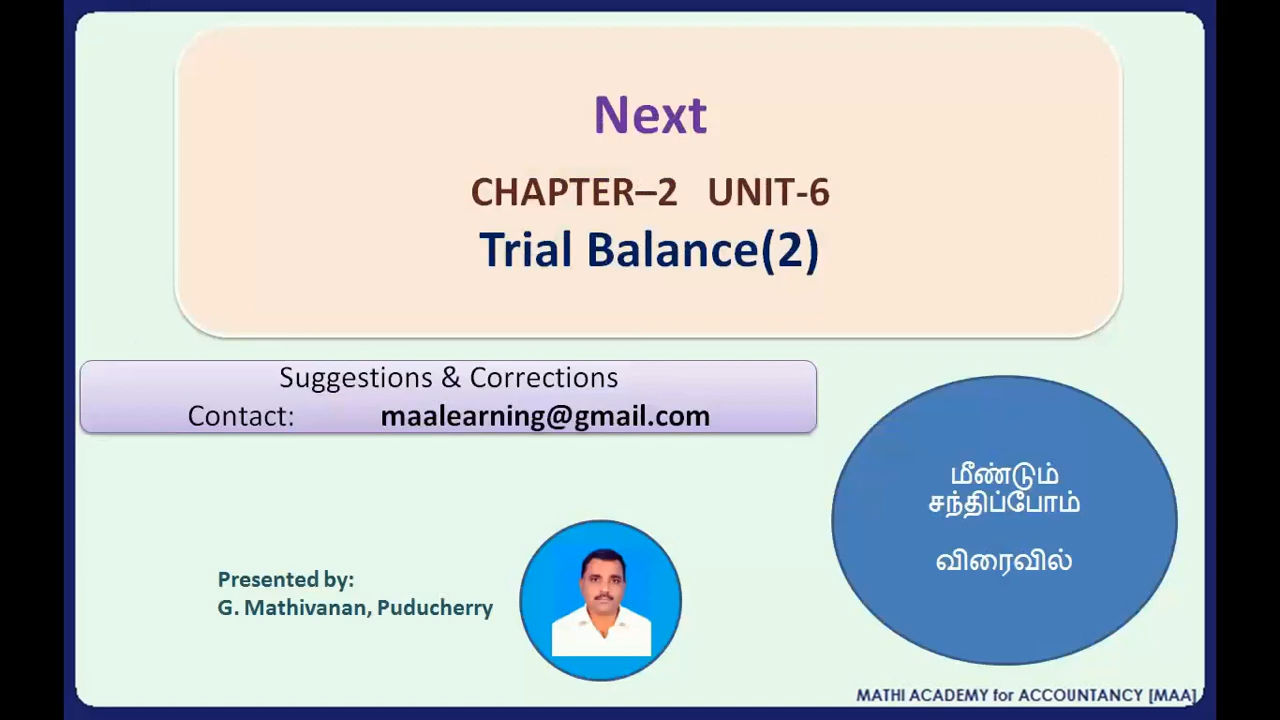 Next
CHAPTER–2 UNIT-6
Trial Balance(2)
Suggestions & Corrections
Contact: maalearning@gmail.com
மீண்டும்
சந்திப்போம்
விரைவில்
Presented by:
G. Mathivanan, Puducherry
MATHI ACADEMY for ACCOUNTANCY [MAA]